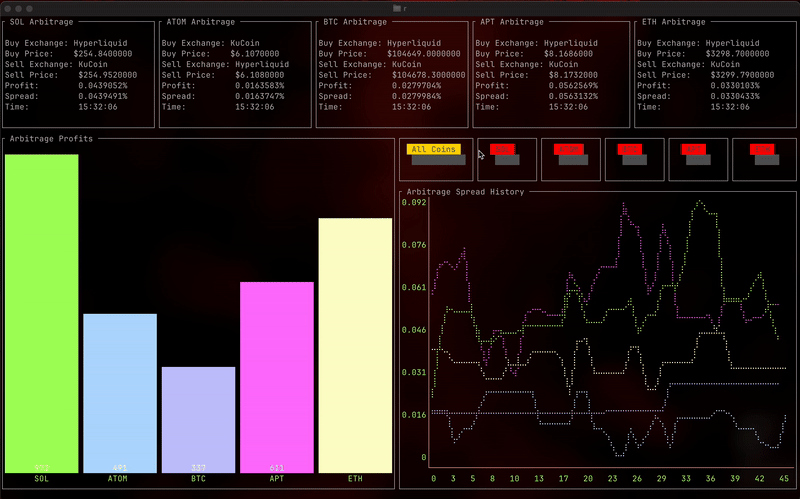 SOL Arbitrage
Buy Exchange: Hyperliquid
Buy Price: $254.8400000
Sell Exchange: KuCoin
Sell Price: $254.9520000
Profit: 0.0439052%
Spread: 0.0439491%
Time: 15:32:06
ATOM Arbitrage
Buy Exchange: KuCoin
Buy Price: $6.1070000
Sell Exchange: Hyperliquid
Sell Price: $6.1080000
Profit: 0.0163583%
Spread: 0.0163747%
Time: 15:32:06
BTC Arbitrage
Buy Exchange: Hyperliquid
Buy Price: $104649.0000000
Sell Exchange: KuCoin
Sell Price: $104678.3000000
Profit: 0.0279704%
Spread: 0.0279984%
Time: 15:32:06
APT Arbitrage
Buy Exchange: Hyperliquid
Buy Price: $8.1686000
Sell Exchange: KuCoin
Sell Price: $8.1732000
Profit: 0.0562569%
Spread: 0.0563132%
Time: 15:32:06
ETH Arbitrage
Buy Exchange: Hyperliquid
Buy Price: $3298.7000000
Sell Exchange: KuCoin
Sell Price: $3299.7900000
Profit: 0.0330103%
Spread: 0.0330433%
Time: 15:32:06
Arbitrage Profits
491
337
611
SOL ATOM BTC APT ETH
All Coins
Arbitrage Spread History
0.092
0.076
0.061
0.046
0.031
0.016
0
0 3 5 8 10 13 17 20 23 26 29 33 36 39 42 45